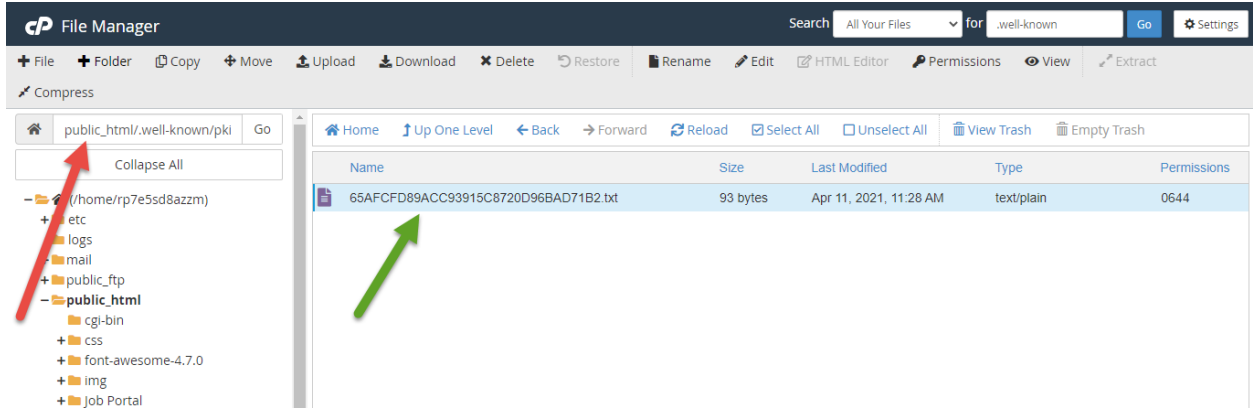 cP File Manager Search All Your Files for .well-known Go Settings
File Folder Copy Move Upload Download Delete Restore Rename Edit HTML Editor Permissions View Extract
Compress
public_html/.well-known/pki Go Home Up One Level Back Forward Reload Select All Unselect All View Trash Empty Trash
Collapse All
Name Size Last Modified Type Permissions
65AFCFD89ACC93915C8720D96BAD71B2.txt 93 bytes Apr 11, 2021, 11:28 AM text/plain 0644
(/home/rp7e5sd8azzm)
etc
logs
mail
public_ftp
public_html
cgi-bin
css
font-awesome-4.7.0
img
Job Portal